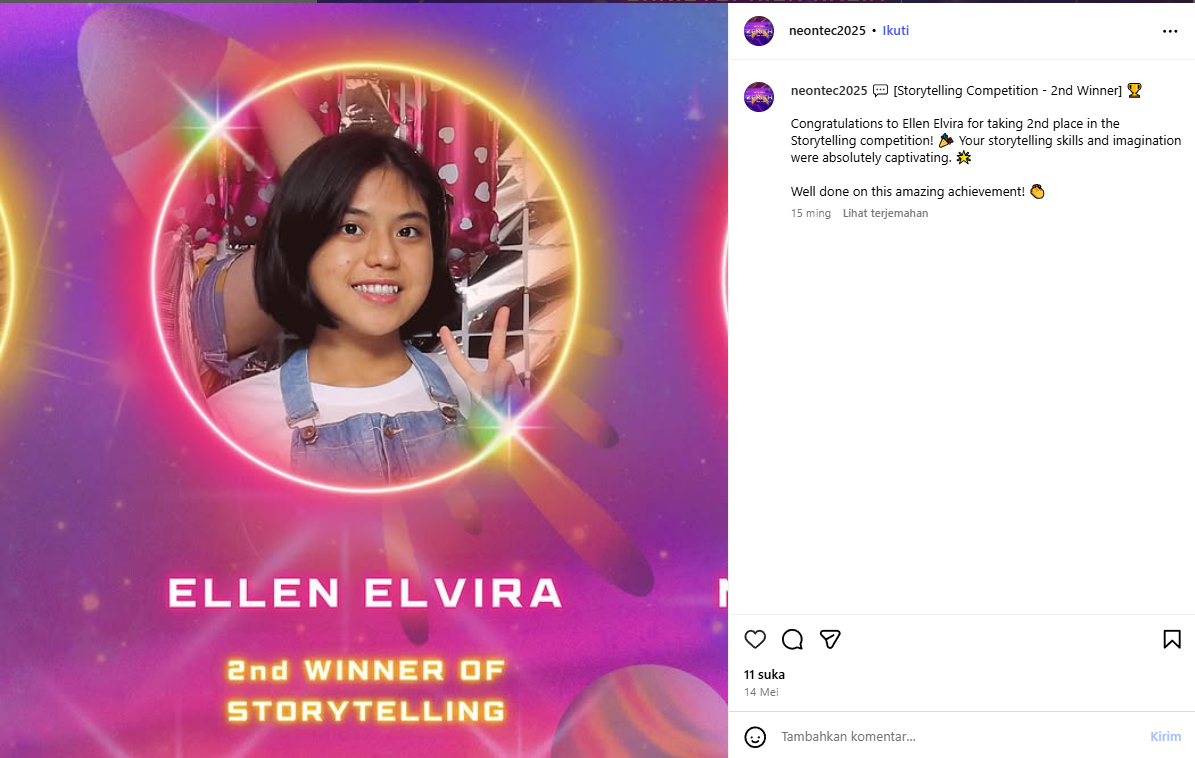 ELLEN ELVIRA
2nd WINNER OF
STORYTELLING
neontec2025 • Ikuti
neontec2025 💬 [Storytelling Competition - 2nd Winner] 🏆
Congratulations to Ellen Elvira for taking 2nd place in the
Storytelling competition! 🎉 Your storytelling skills and imagination
were absolutely captivating. 🌟
Well done on this amazing achievement! 👏
15 ming Lihat terjemahan
11 suka
14 Mei
Tambahkan komentar...
Kirim